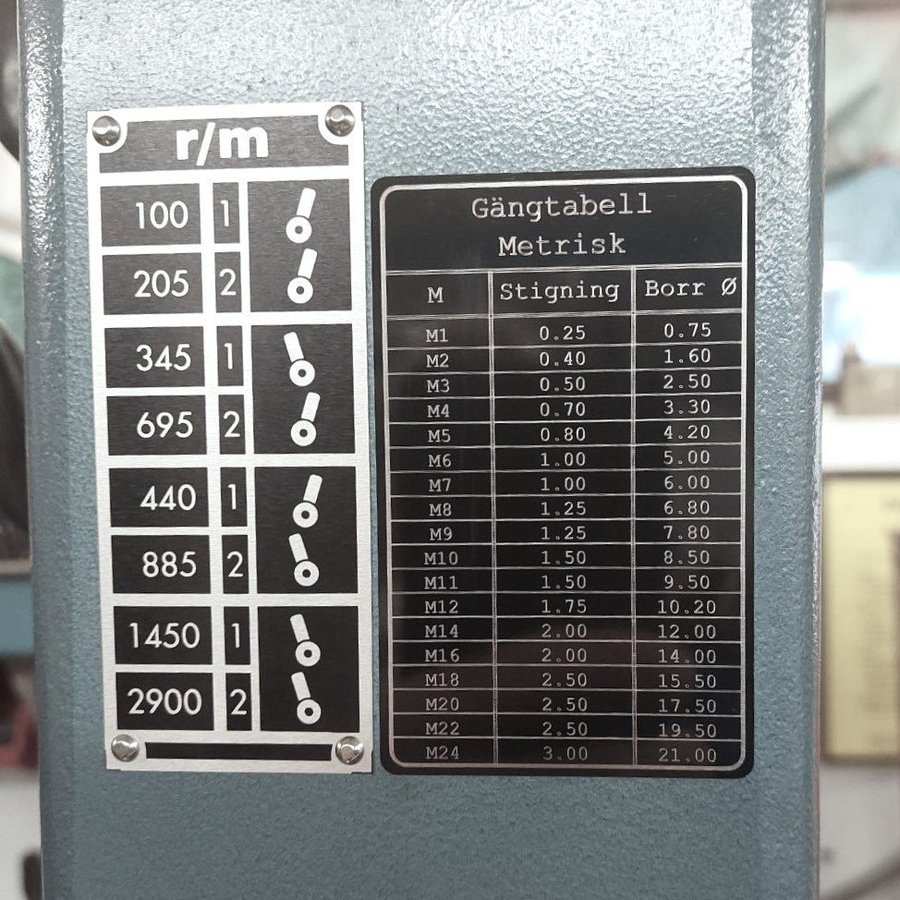 r/m
100 1
205 2
345 1
695 2
440 1
885 2
1450 1
2900 2
Gängtabell
Metrisk
M Stigning Borr Ø
M1 0.25 0.75
M2 0.40 1.60
M3 0.50 2.50
M4 0.70 3.30
M5 0.80 4.20
M6 1.00 5.00
M7 1.00 6.00
M8 1.25 6.80
M9 1.25 7.80
M10 1.50 8.50
M11 1.50 9.50
M12 1.75 10.20
M14 2.00 12.00
M16 2.00 14.00
M18 2.50 15.50
M20 2.50 17.50
M22 2.50 19.50
M24 3.00 21.00